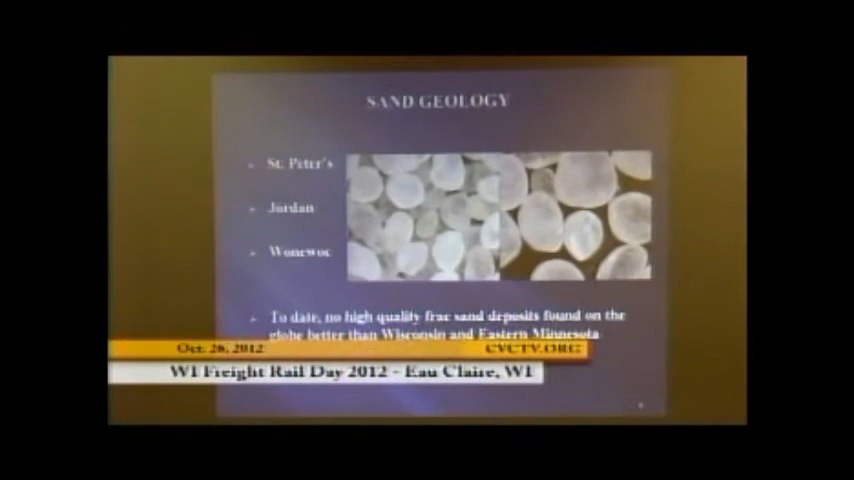 SAND GEOLOGY
St. Peter's
Jordan
Wonewoc
To date, no high quality frac sand deposits found on the
globe better than Wisconsin and Eastern Minnesota
Oct. 26, 2012 CVCTV.ORG
WI Freight Rail Day 2012 - Eau Claire, WI